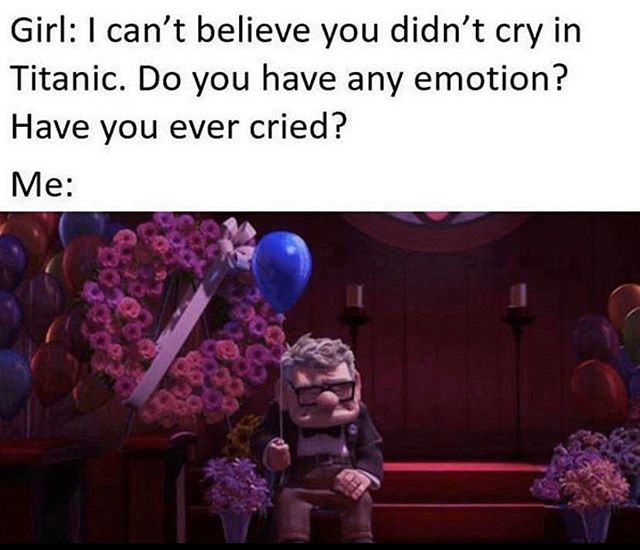 Girl: I can't believe you didn't cry in
Titanic. Do you have any emotion?
Have you ever cried?
Me: